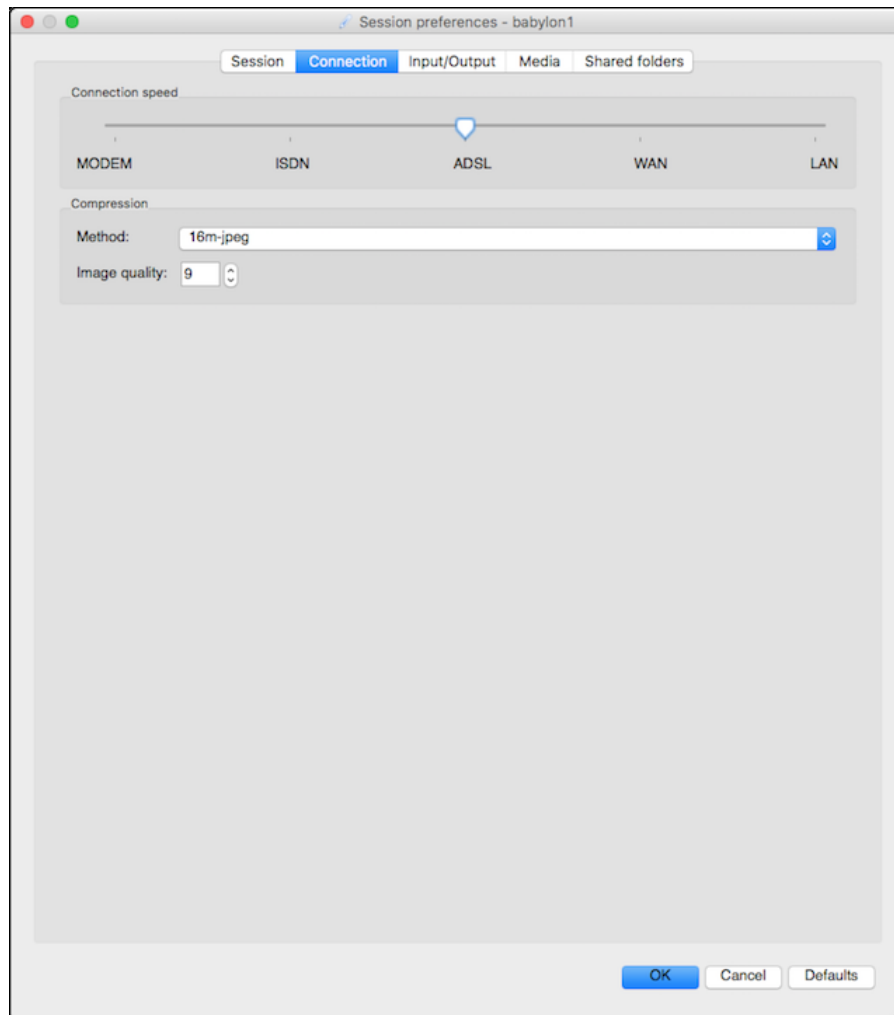 Session preferences - babylon1
Session Connection Input/Output Media Shared folders
Connection speed
MODEM ISDN ADSL WAN LAN
Compression
Method: 16m-jpeg
Image quality: 9
OK Cancel Defaults